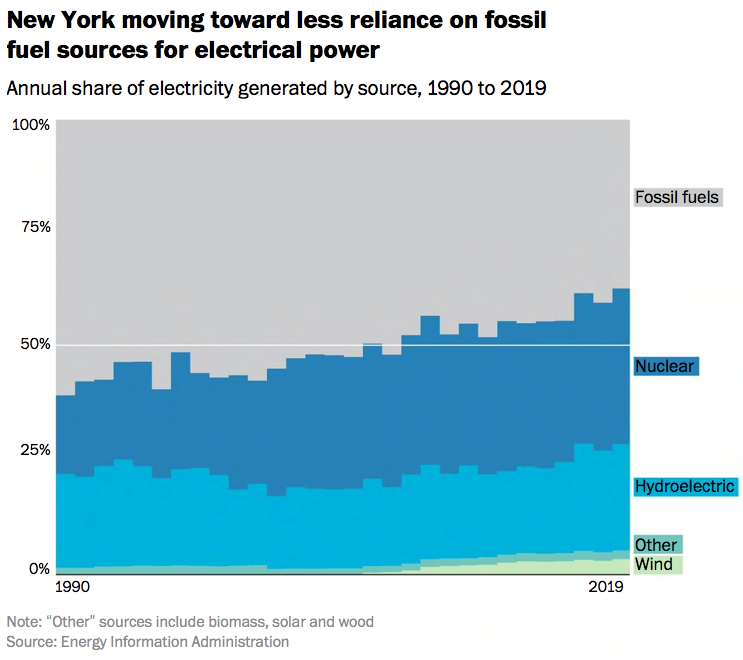 New York moving toward less reliance on fossil
fuel sources for electrical power
Annual share of electricity generated by source, 1990 to 2019
100%
Fossil fuels
75%
50%
Nuclear
25%
Hydroelectric
Other
Wind
0%
1990
2019
Note: “Other” sources include biomass, solar and wood
Source: Energy Information Administration